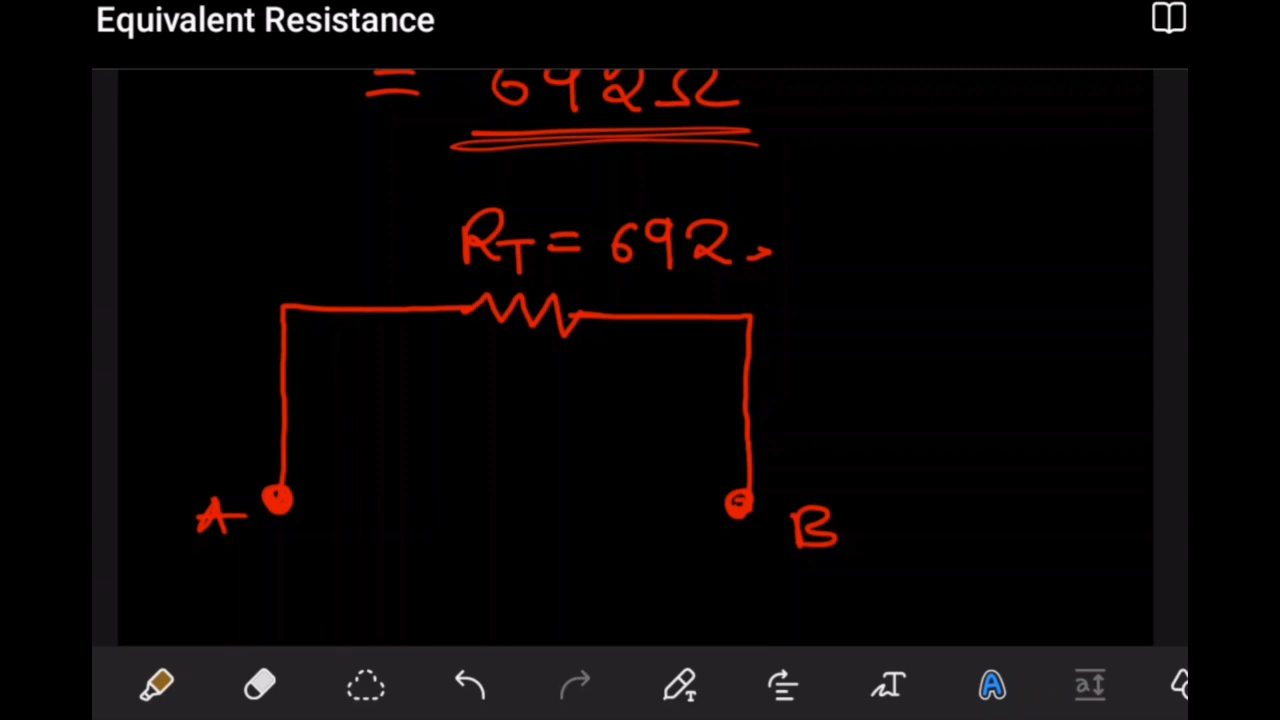 Equivalent Resistance
= 692Ω
RT = 692
A
B
T
T
A
a